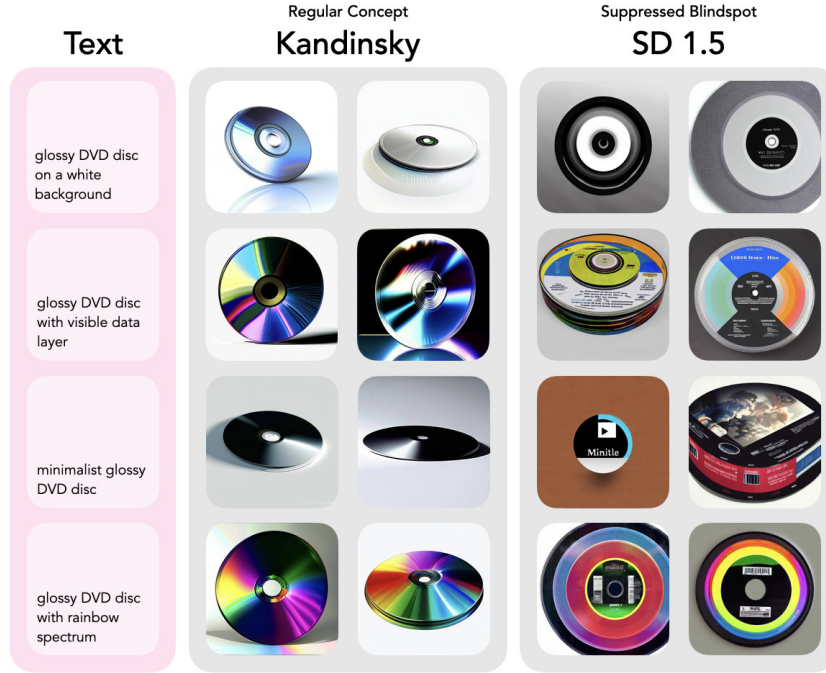 Regular Concept
Suppressed Blindspot
Text
Kandinsky
SD 1.5
glossy DVD disc
on a white
background
glossy DVD disc
with visible data
layer
minimalist glossy
DVD disc
Minitle
glossy DVD disc
with rainbow
spectrum